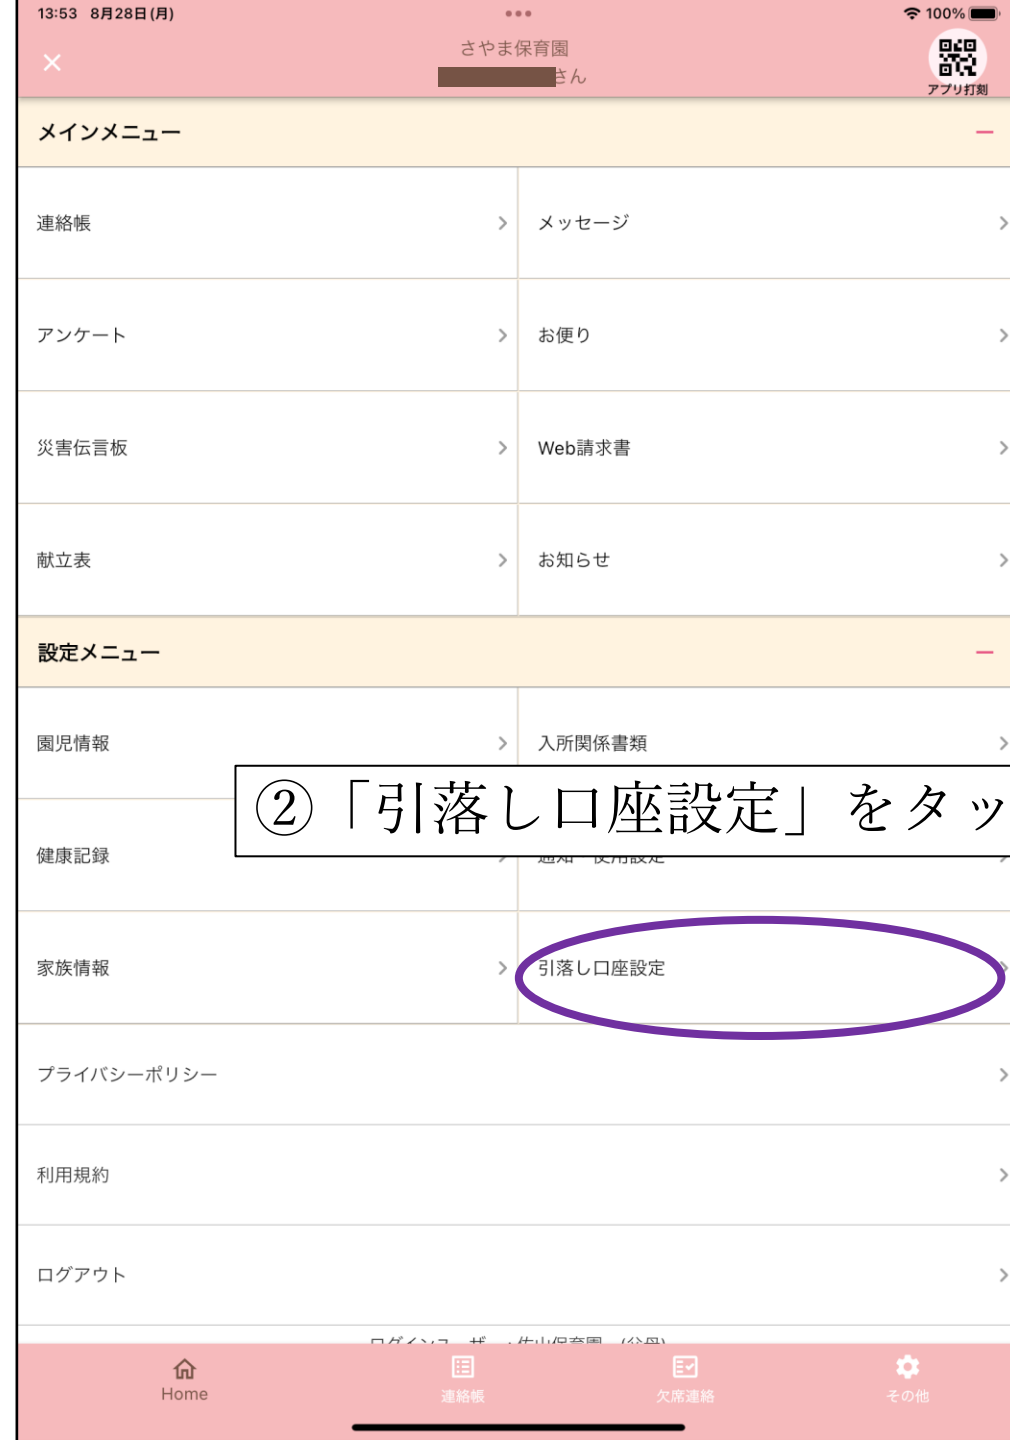 13:53 8月28日(月)
100%
さやま保育園
さん
アプリ打刻
メインメニュー
連絡帳
メッセージ
アンケート
お便り
災害伝言板
Web請求書
献立表
お知らせ
設定メニュー
園児情報
入所関係書類
②「引落し口座設定」をタッ
健康記録
通知・使用設定
家族情報
引落し口座設定
プライバシーポリシー
利用規約
ログアウト
Home
連絡帳
欠席連絡
その他